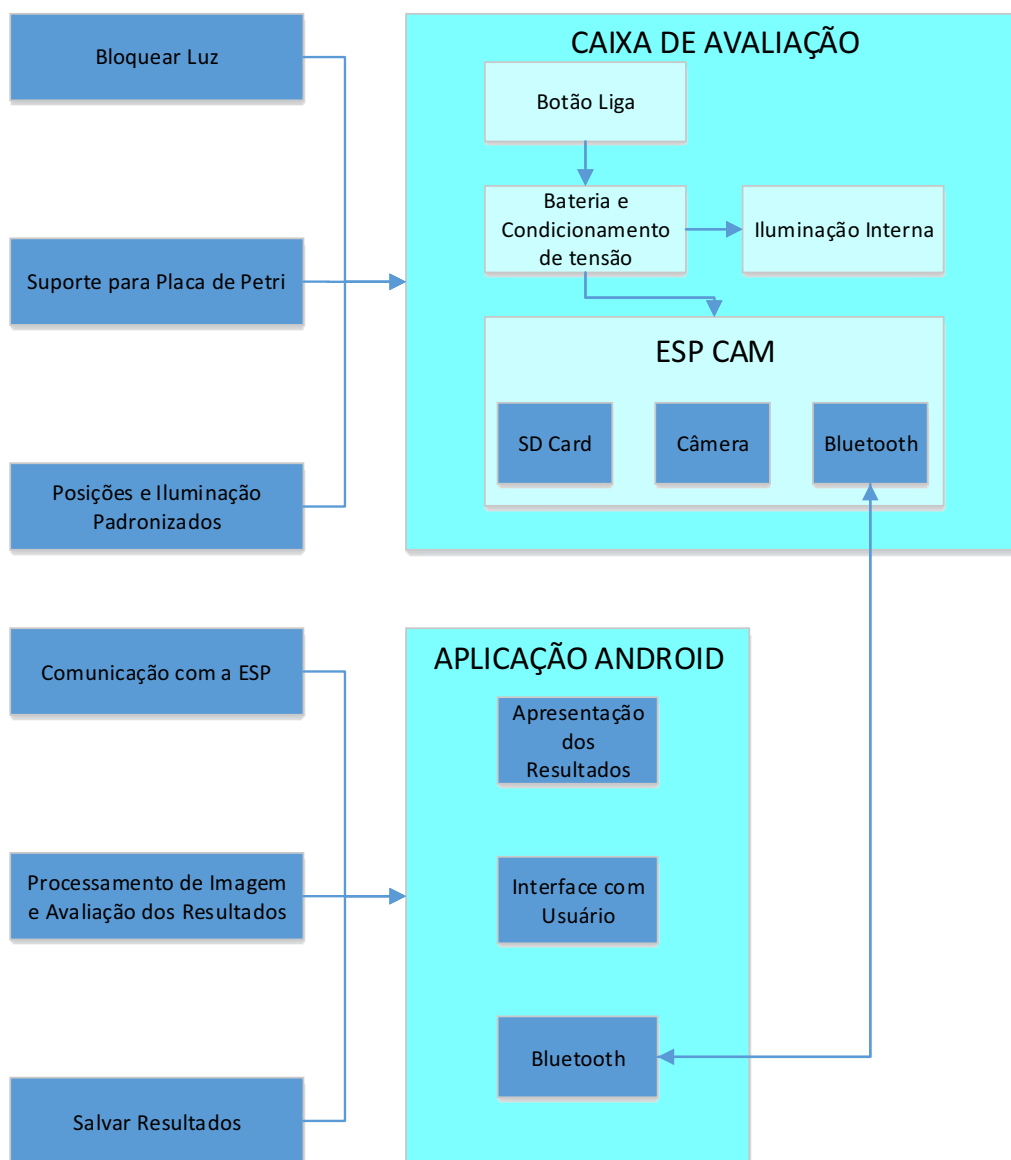 Bloquear Luz
Suporte para Placa de Petri
Posições e Iluminação
Padronizados
CAIXA DE AVALIAÇÃO
Botão Liga
Bateria e
Condicionamento
de tensão
Iluminação Interna
ESP CAM
SD Card
Câmera
Bluetooth
Comunicação com a ESP
Processamento de Imagem
e Avaliação dos Resultados
Salvar Resultados
APLICAÇÃO ANDROID
Apresentação
dos
Resultados
Interface com
Usuário
Bluetooth